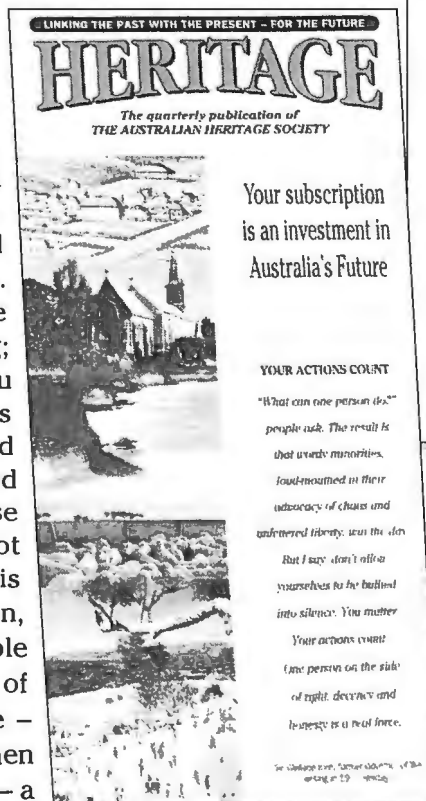 LINKING THE PAST WITH THE PRESENT – FOR THE FUTURE
HERITAGE
The quarterly publication of
THE AUSTRALIAN HERITAGE SOCIETY
Your subscription
is an investment in
Australia's Future
YOUR ACTIONS COUNT
"What can one person do?"
people ask. The result is
that wordy minorities,
loud-mouthed in their
advocacy of chaos and
unfettered liberty, win the day
But I say don't allow
yourselves to be bullied
into silence. You matter
Your actions count
One person on the side
of right, decency and
honesty is a real force.
u
s
d
d
se
ot
is
n,
ole
of
e –
nen
– a